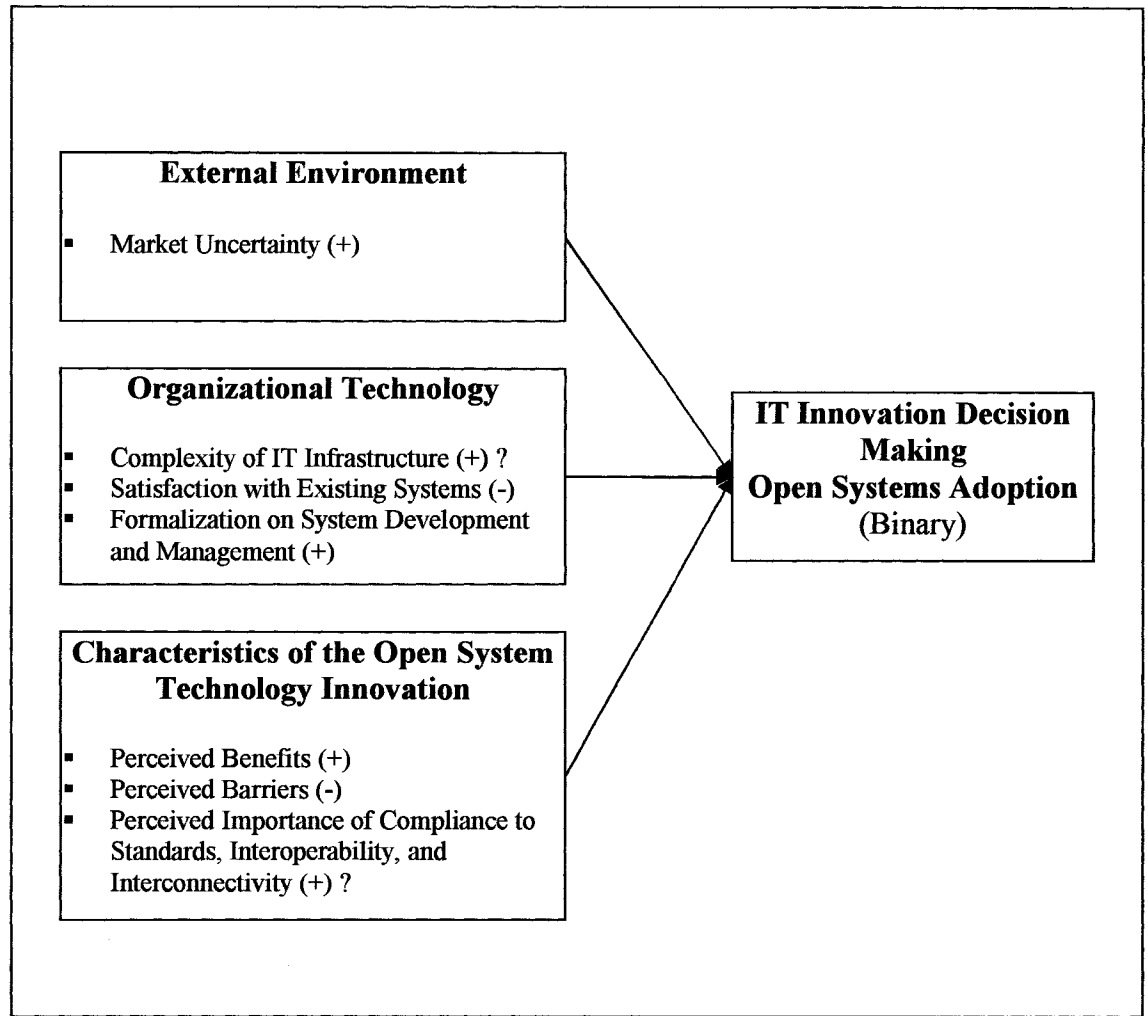 External Environment
▪ Market Uncertainty (+)
Organizational Technology
▪ Complexity of IT Infrastructure (+) ?
▪ Satisfaction with Existing Systems (-)
▪ Formalization on System Development
and Management (+)
Characteristics of the Open System
Technology Innovation
▪ Perceived Benefits (+)
▪ Perceived Barriers (-)
▪ Perceived Importance of Compliance to
Standards, Interoperability, and
Interconnectivity (+) ?
IT Innovation Decision
Making
Open Systems Adoption
(Binary)